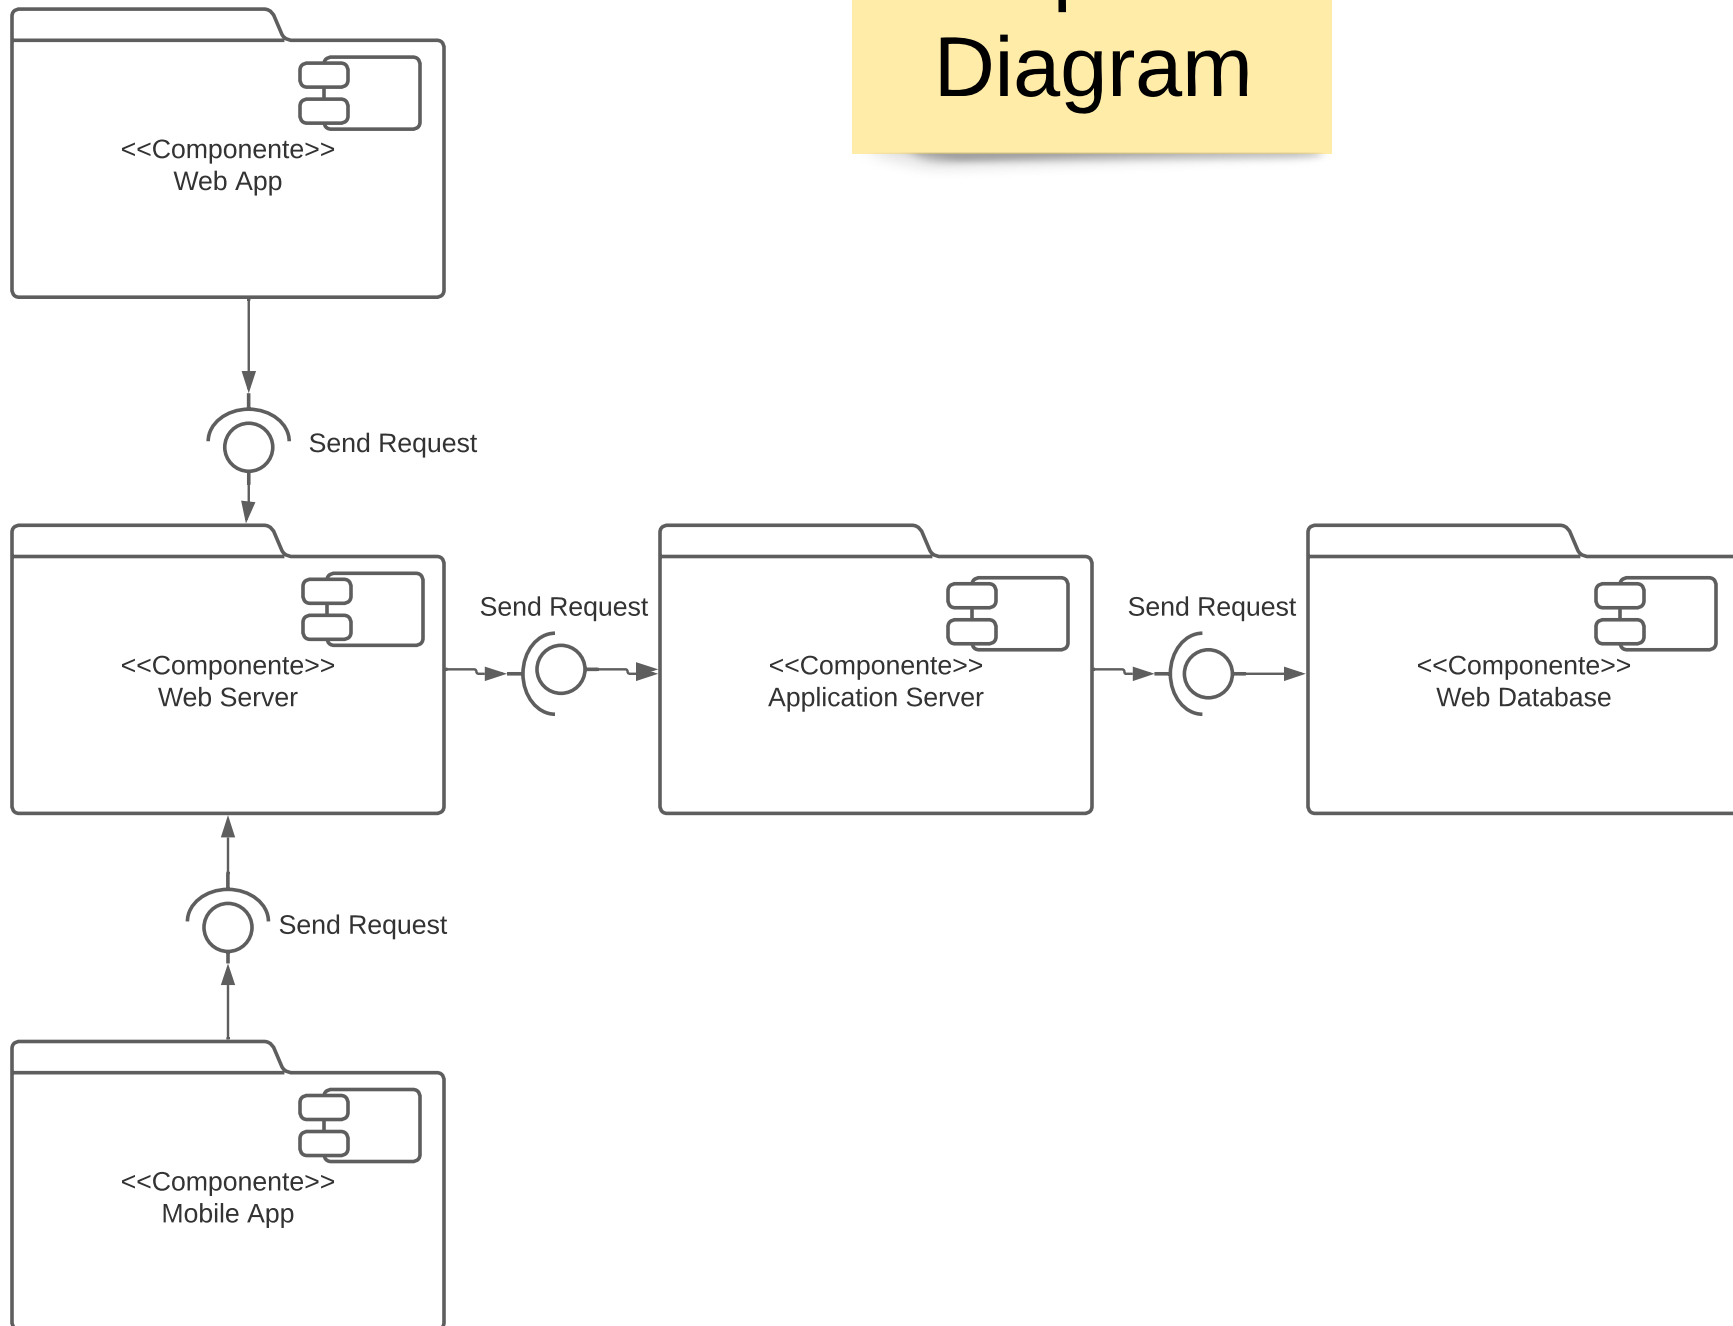 Diagram
<<Componente>>
Web App
Send Request
<<Componente>>
Web Server
Send Request
<<Componente>>
Application Server
Send Request
<<Componente>>
Web Database
Send Request
<<Componente>>
Mobile App